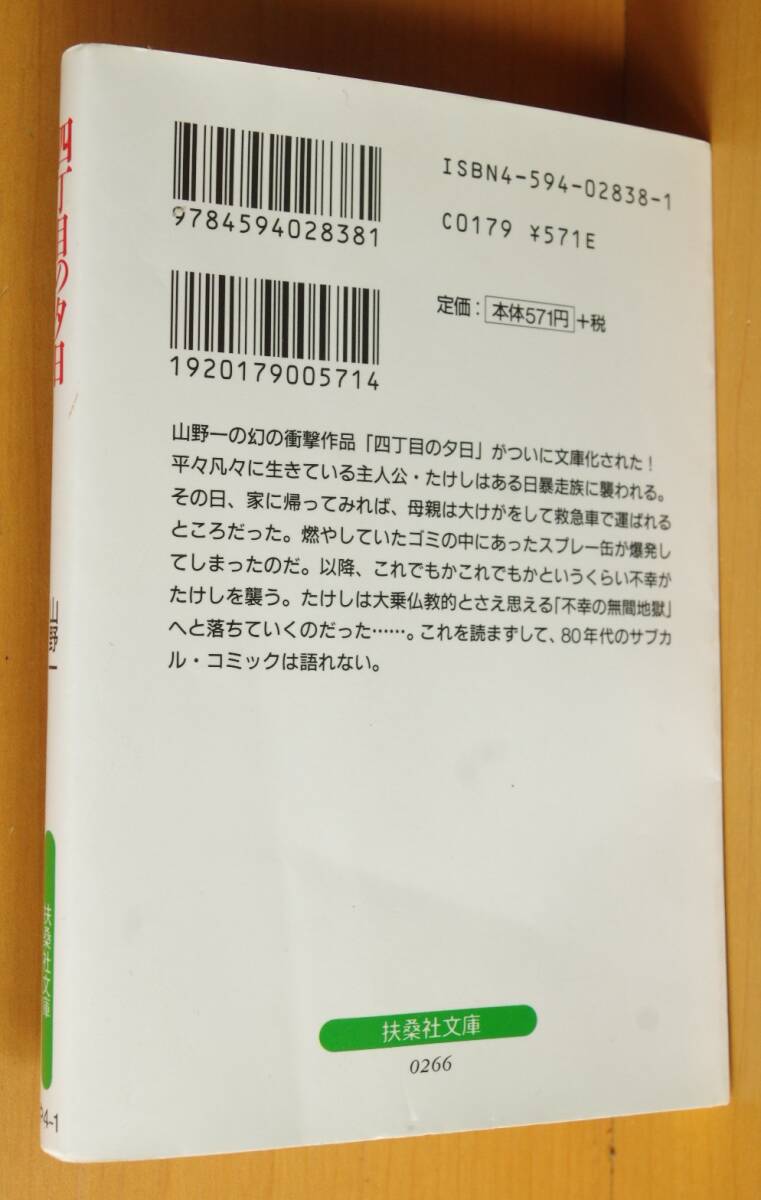 四丁目の夕日
山野一
扶桑社文庫
ISBN4-594-02838-1
9784594028381
C0179 ¥571E
定価：本体571円+税
1920179005714
山野一の幻の衝撃作品「四丁目の夕日」がついに文庫化された！
平々凡々に生きている主人公・たけしはある日暴走族に襲われる。
その日、家に帰ってみれば、母親は大けがをして救急車で運ばれる
ところだった。燃やしていたゴミの中にあったスプレー缶が爆発し
てしまったのだ。以降、これでもかこれでもかというくらい不幸が
たけしを襲う。たけしは大乗仏教的とさえ思える「不幸の無間地獄」
へと落ちていくのだった……。これを読まずして、80年代のサブカ
ル・コミックは語れない。
扶桑社文庫
0266